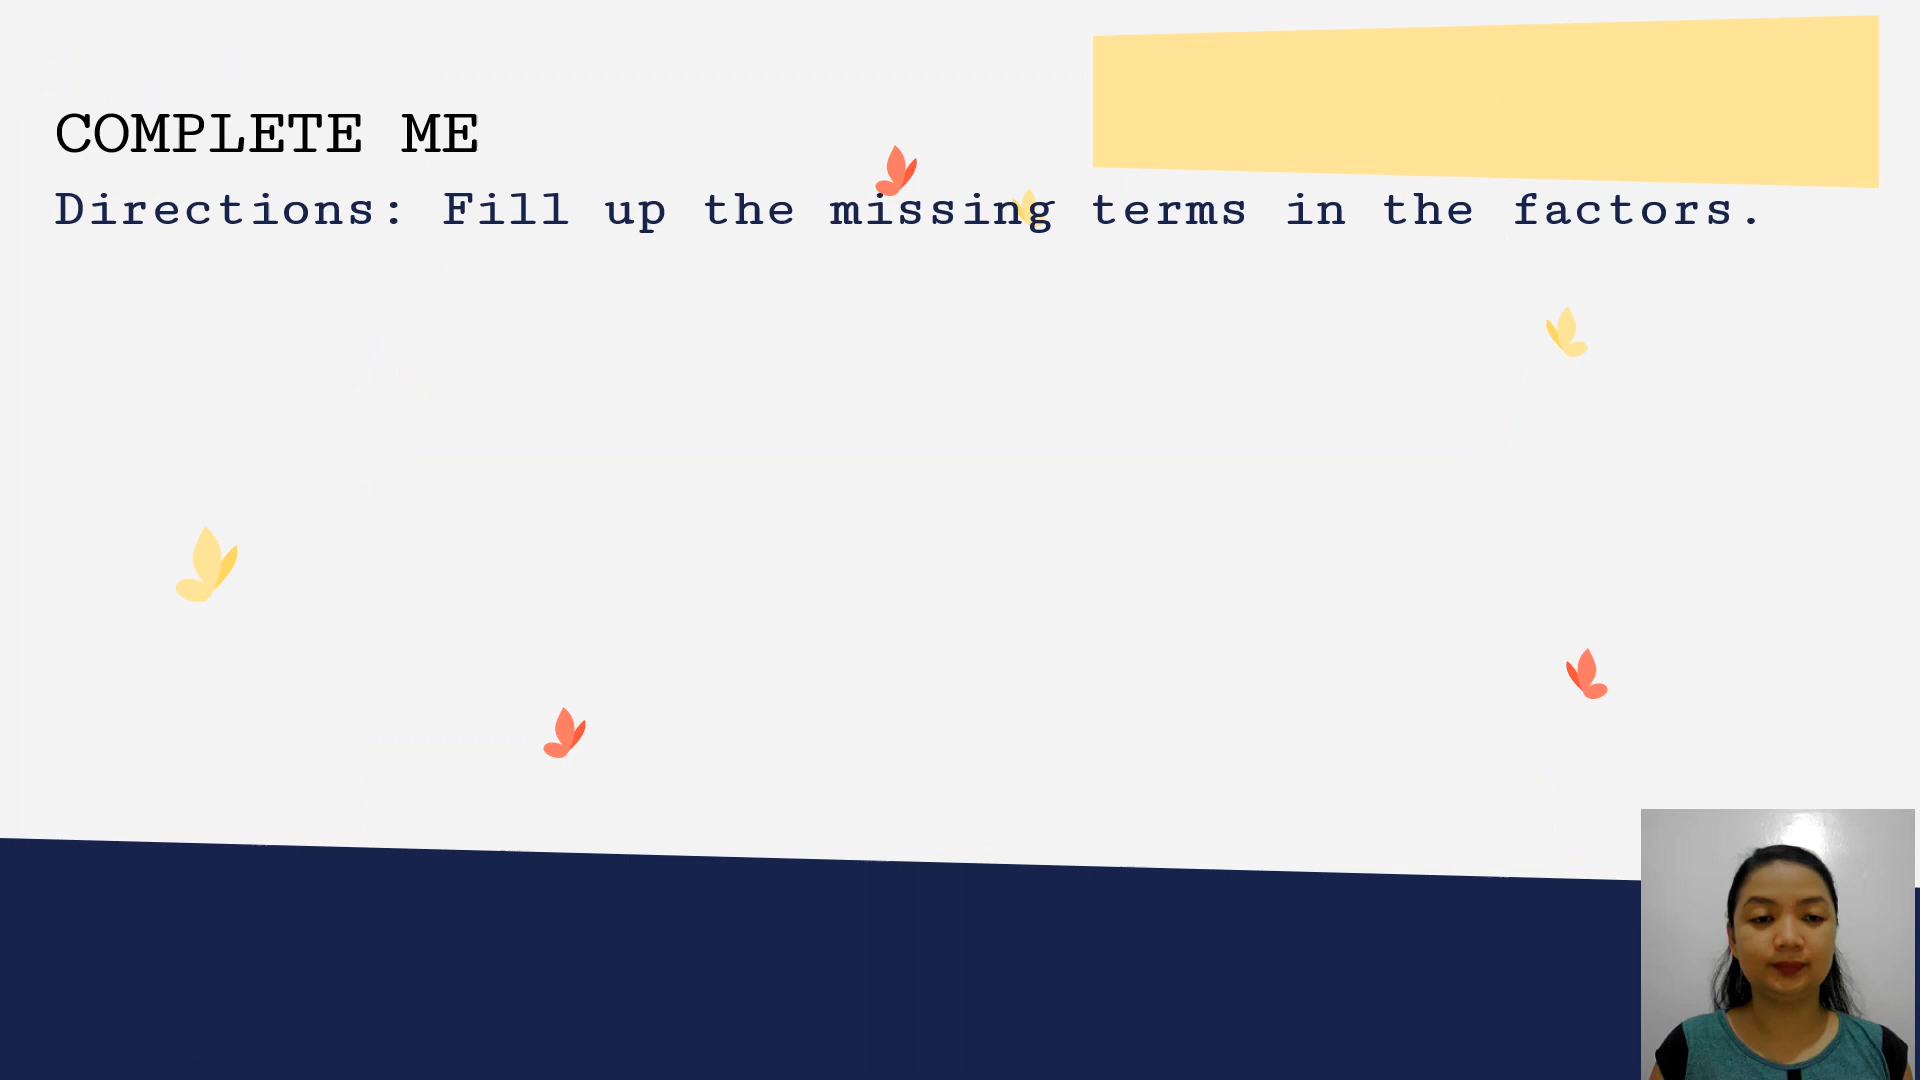 COMPLETE ME
Directions: Fill up the missing terms in the factors.